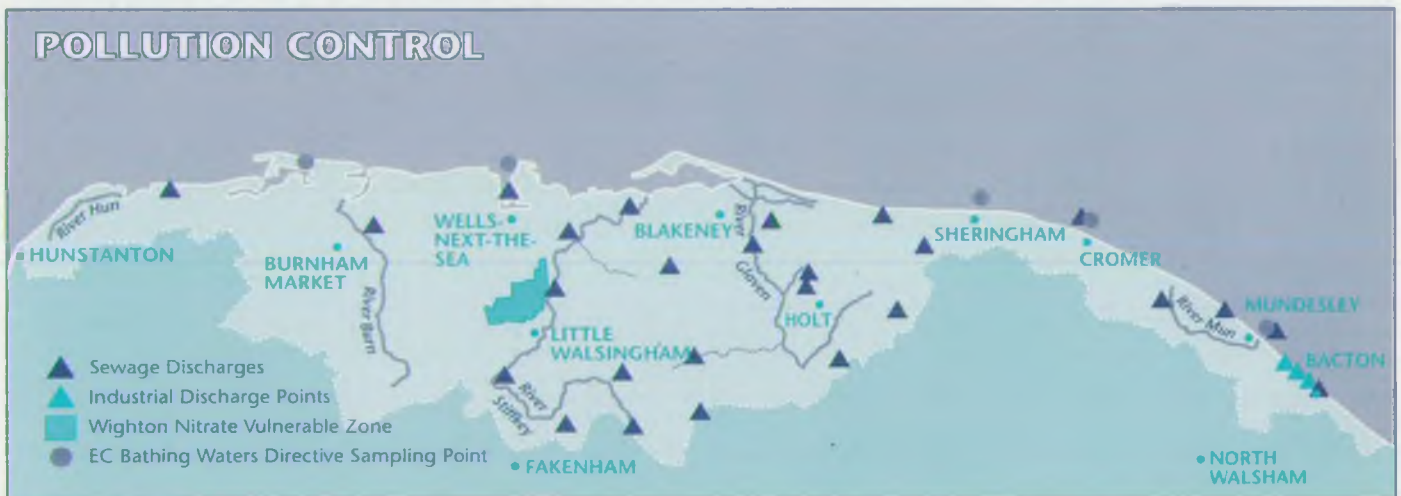 POLLUTION CONTROL
River Hun
HUNSTANTON
BURNHAM
MARKET
River Burn
WELLS-
NEXT-THE-
SEA
BLAKENEY
River
Glaven
SHERINGHAM
CROMER
HOLT
LITTLE
WALSINGHAM
River
Stiffkey
River Mun
MUNDESLEY
BACTON
FAKENHAM
NORTH
WALSHAM
Sewage Discharges
Industrial Discharge Points
Wighton Nitrate Vulnerable Zone
EC Bathing Waters Directive Sampling Point